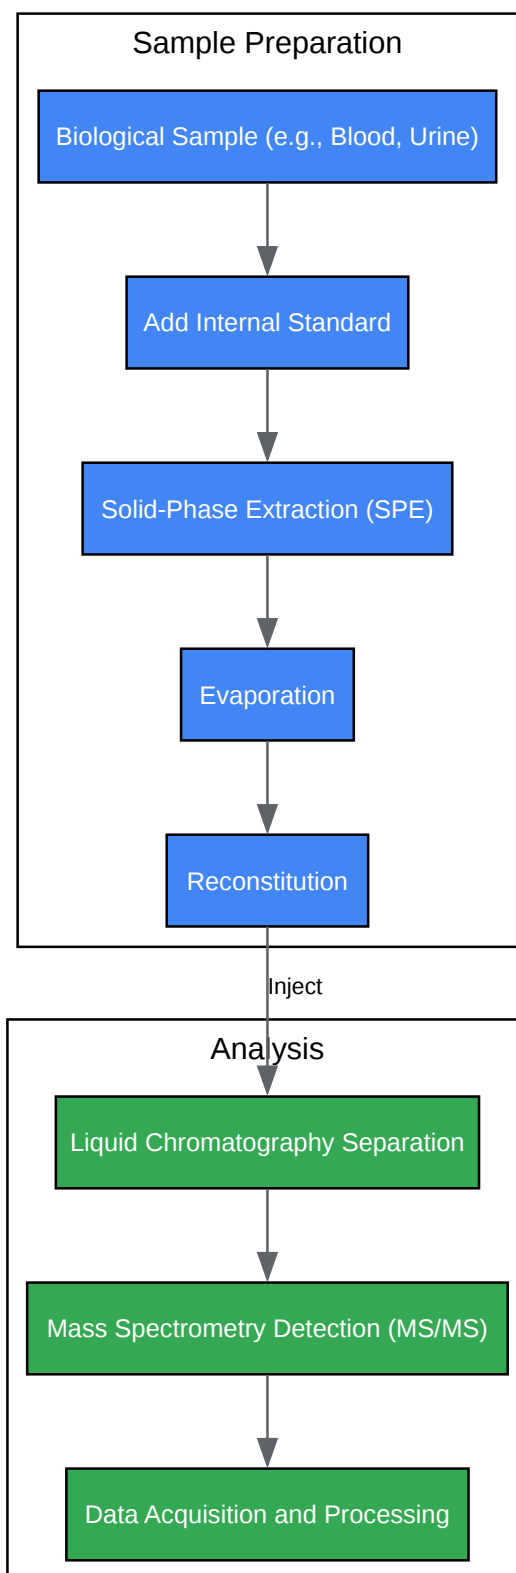 Sample Preparation
Biological Sample (e.g., Blood, Urine)
Add Internal Standard
Solid-Phase Extraction (SPE)
Evaporation
Reconstitution
Inject
Analysis
Liquid Chromatography Separation
Mass Spectrometry Detection (MS/MS)
Data Acquisition and Processing